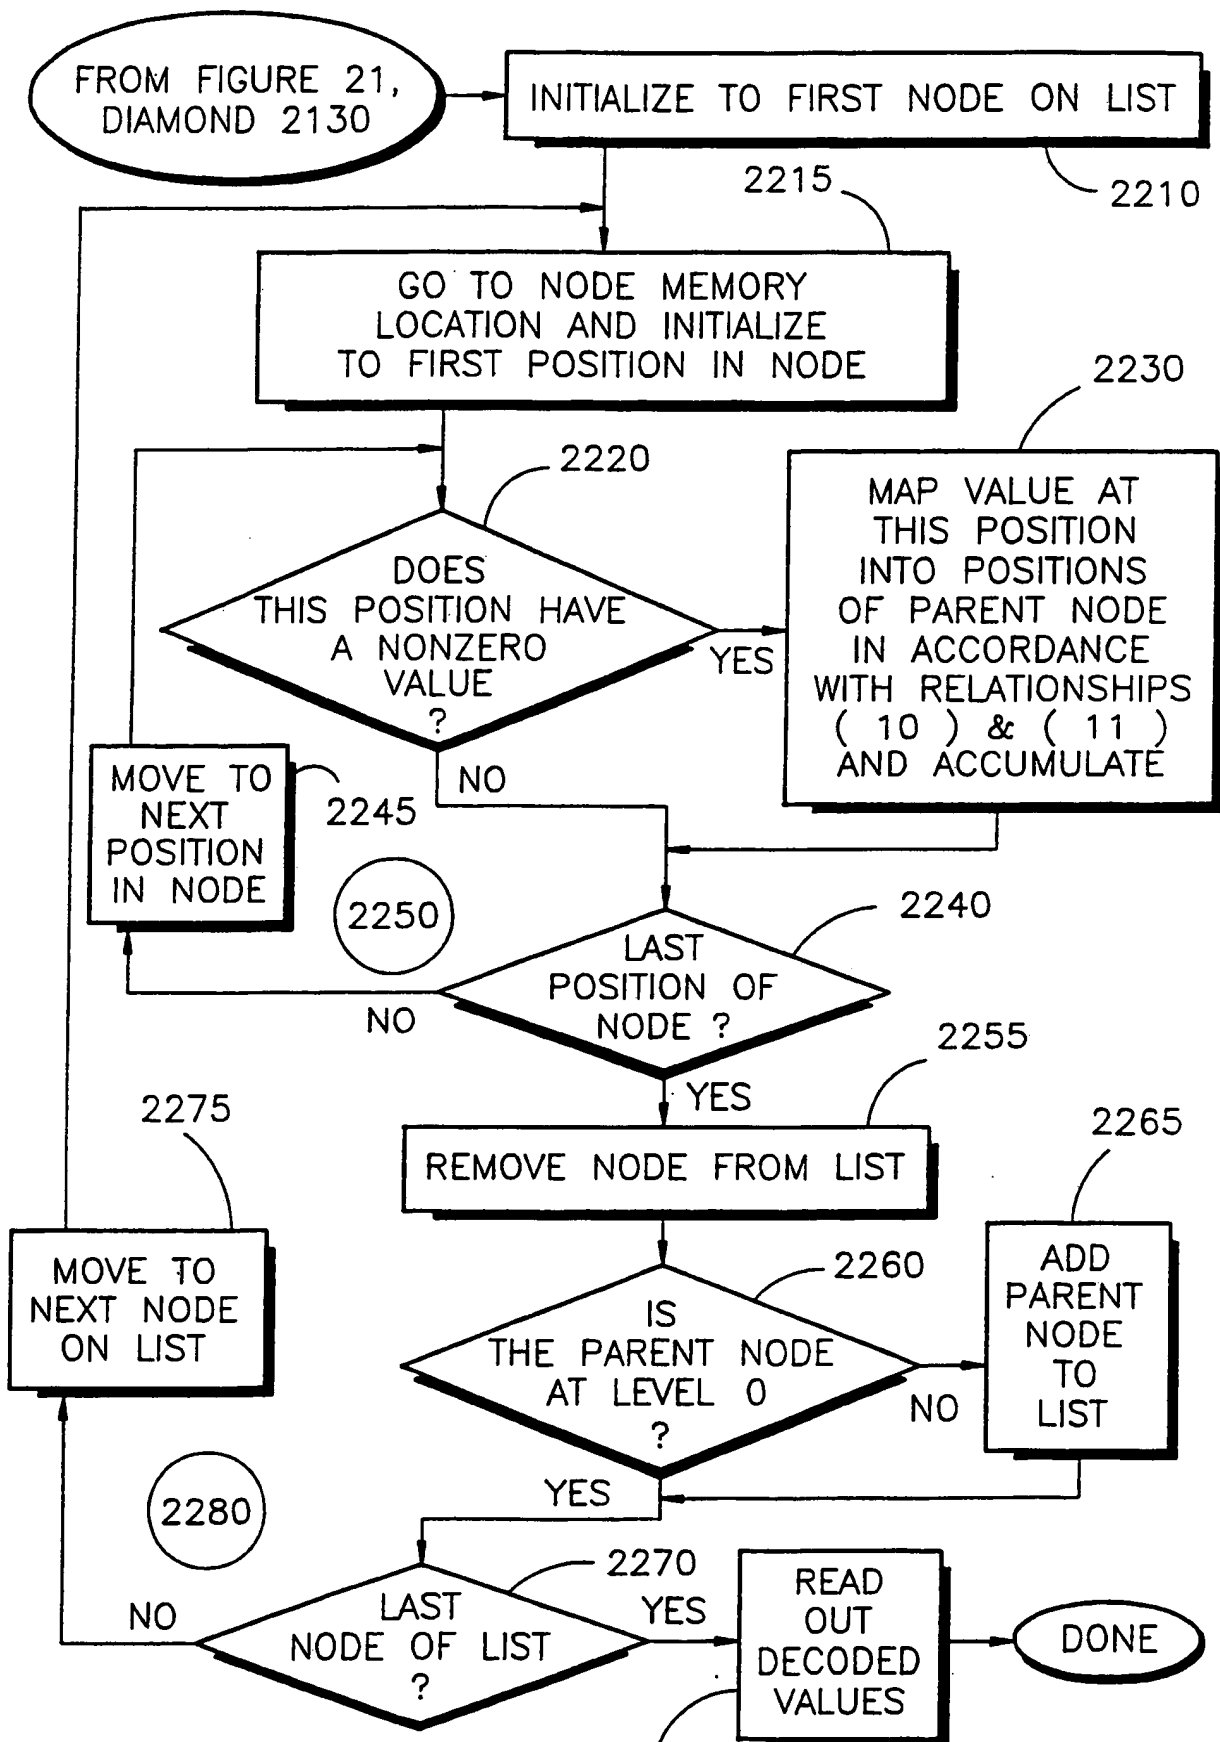 FROM FIGURE 21,
DIAMOND 2130
INITIALIZE TO FIRST NODE ON LIST
2210
2215
GO TO NODE MEMORY
LOCATION AND INITIALIZE
TO FIRST POSITION IN NODE
2220
DOES
THIS POSITION HAVE
A NONZERO
VALUE
?
YES
NO
2230
MAP VALUE AT
THIS POSITION
INTO POSITIONS
OF PARENT NODE
IN ACCORDANCE
WITH RELATIONSHIPS
( 10 ) & ( 11 )
AND ACCUMULATE
MOVE TO
NEXT
POSITION
IN NODE
2245
2250
2240
LAST
POSITION OF
NODE ?
NO
YES
2255
REMOVE NODE FROM LIST
2260
IS
THE PARENT NODE
AT LEVEL 0
?
NO
YES
2265
ADD
PARENT
NODE
TO
LIST
2275
MOVE TO
NEXT NODE
ON LIST
2280
2270
LAST
NODE OF LIST
?
NO
YES
READ
OUT
DECODED
VALUES
DONE